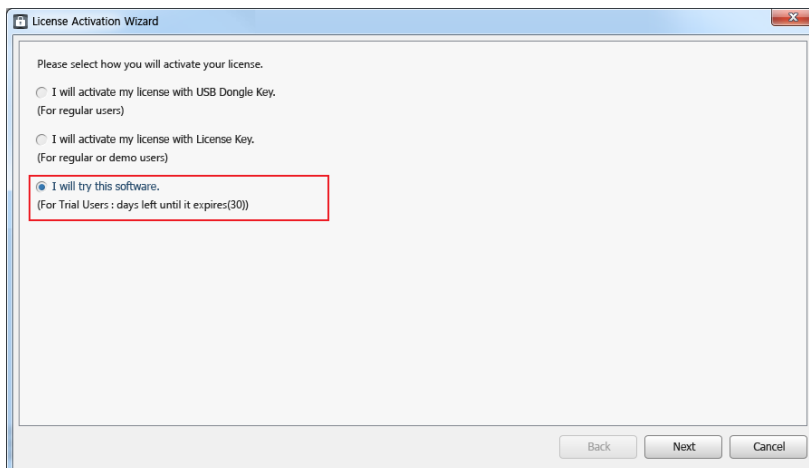 License Activation Wizard
Please select how you will activate your license.
I will activate my license with USB Dongle Key.
(For regular users)
I will activate my license with License Key.
(For regular or demo users)
I will try this software.
(For Trial Users : days left until it expires(30))
Back Next Cancel